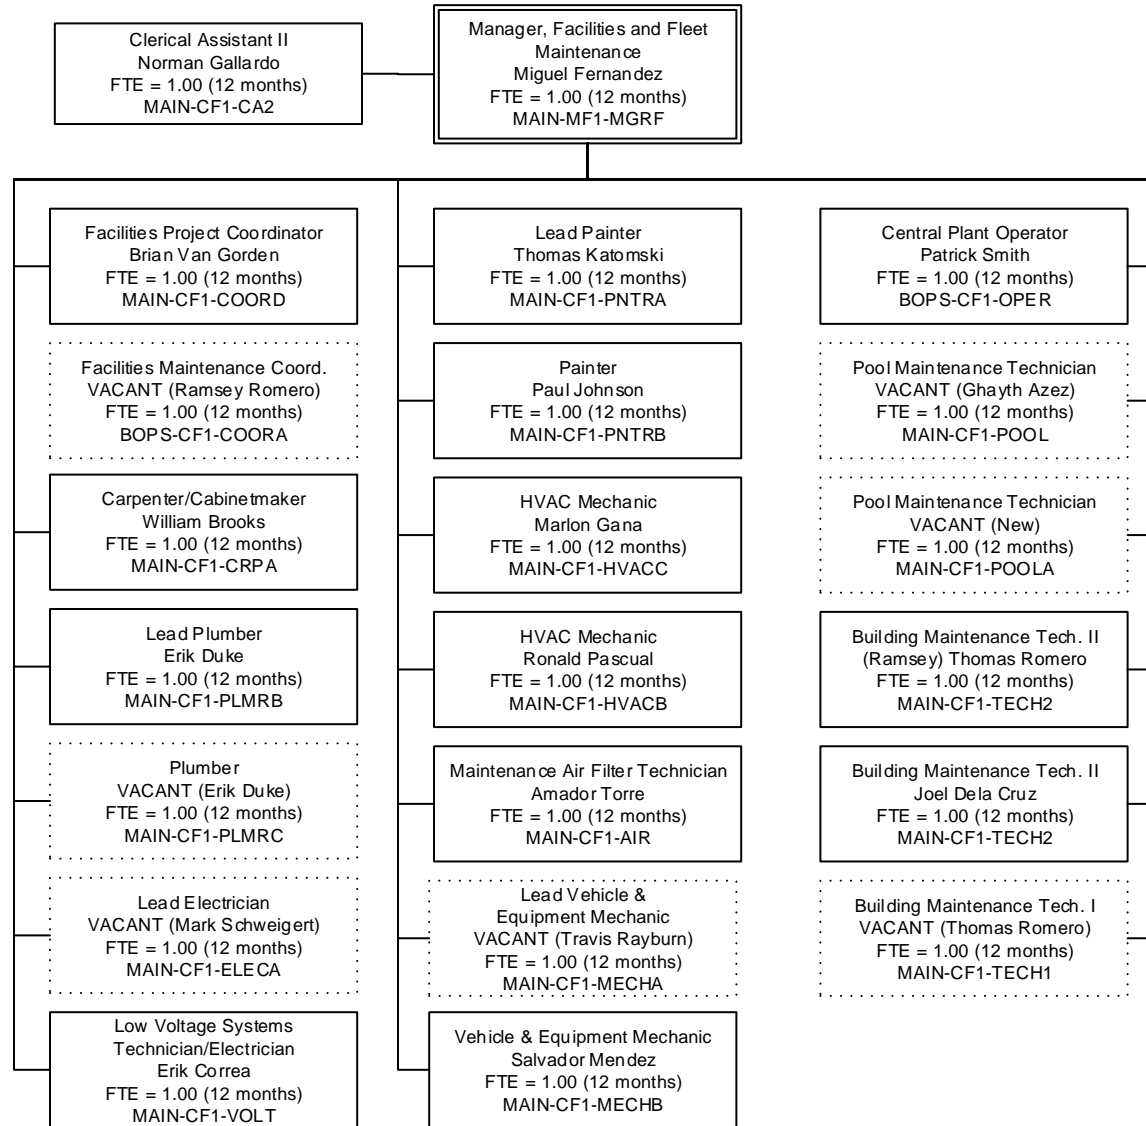 Clerical Assistant II
Norman Gallardo
FTE = 1.00 (12 months)
MAIN-CF1-CA2
Manager, Facilities and Fleet
Maintenance
Miguel Fernandez
FTE = 1.00 (12 months)
MAIN-MF1-MGRF
Facilities Project Coordinator
Brian Van Gorden
FTE = 1.00 (12 months)
MAIN-CF1-COORD
Facilities Maintenance Coord.
VACANT (Ramsey Romero)
FTE = 1.00 (12 months)
BOPS-CF1-COORA
Carpenter/Cabinetmaker
William Brooks
FTE = 1.00 (12 months)
MAIN-CF1-CRPA
Lead Plumber
Erik Duke
FTE = 1.00 (12 months)
MAIN-CF1-PLMRB
Plumber
VACANT (Erik Duke)
FTE = 1.00 (12 months)
MAIN-CF1-PLMRC
Lead Electrician
VACANT (Mark Schweigert)
FTE = 1.00 (12 months)
MAIN-CF1-ELECA
Low Voltage Systems
Technician/Electrician
Erik Correa
FTE = 1.00 (12 months)
MAIN-CF1-VOLT
Lead Painter
Thomas Katomski
FTE = 1.00 (12 months)
MAIN-CF1-PNTRA
Painter
Paul Johnson
FTE = 1.00 (12 months)
MAIN-CF1-PNTRB
HVAC Mechanic
Marlon Gana
FTE = 1.00 (12 months)
MAIN-CF1-HVACC
HVAC Mechanic
Ronald Pascual
FTE = 1.00 (12 months)
MAIN-CF1-HVACB
Maintenance Air Filter Technician
Amador Torre
FTE = 1.00 (12 months)
MAIN-CF1-AIR
Lead Vehicle &
Equipment Mechanic
VACANT (Travis Rayburn)
FTE = 1.00 (12 months)
MAIN-CF1-MECHA
Vehicle & Equipment Mechanic
Salvador Mendez
FTE = 1.00 (12 months)
MAIN-CF1-MECHB
Central Plant Operator
Patrick Smith
FTE = 1.00 (12 months)
BOPS-CF1-OPER
Pool Maintenance Technician
VACANT (Ghayth Azez)
FTE = 1.00 (12 months)
MAIN-CF1-POOL
Pool Maintenance Technician
VACANT (New)
FTE = 1.00 (12 months)
MAIN-CF1-POOLA
Building Maintenance Tech. II
(Ramsey) Thomas Romero
FTE = 1.00 (12 months)
MAIN-CF1-TECH2
Building Maintenance Tech. II
Joel Dela Cruz
FTE = 1.00 (12 months)
MAIN-CF1-TECH2
Building Maintenance Tech. I
VACANT (Thomas Romero)
FTE = 1.00 (12 months)
MAIN-CF1-TECH1